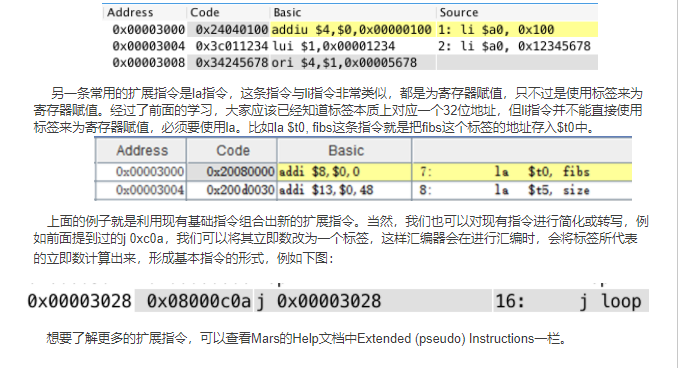 Address Code Basic Source
0x00003000 0x24040100 addiu $4,$0,0x00000100 1: li $a0, 0x100
0x00003004 0x3c011234 lui $1,0x00001234 2: li $a0, 0x12345678
0x00003008 0x34245678 ori $4,$1,0x00005678
另一条常用的扩展指令是la指令，这条指令与li指令非常类似，都是为寄存器赋值，只不过是使用标签来为
寄存器赋值。经过了前面的学习，大家应该已经知道标签本质上对应一个32位地址，但li指令并不能直接使用
标签来为寄存器赋值，必须要使用la。比如la $t0, fibs这条指令就是把fibs这个标签的地址存入$t0中。
Address Code Basic
0x00003000 0x20080000 addi $8,$0,0 7: la $t0, fibs
0x00003004 0x200d0030 addi $13,$0,48 8: la $t5, size
上面的例子就是利用现有基础指令组合出新的扩展指令。当然，我们也可以对现有指令进行简化或转写，例
如前面提到过的j 0xc0a，我们可以将其立即数改为一个标签，这样汇编器会在进行汇编时，会将标签所代表
的立即数计算出来，形成基本指令的形式，例如下图：
0x00003028 0x08000c0a j 0x00003028 16: j loop
想要了解更多的扩展指令，可以查看Mars的Help文档中Extended (pseudo) Instructions一栏。